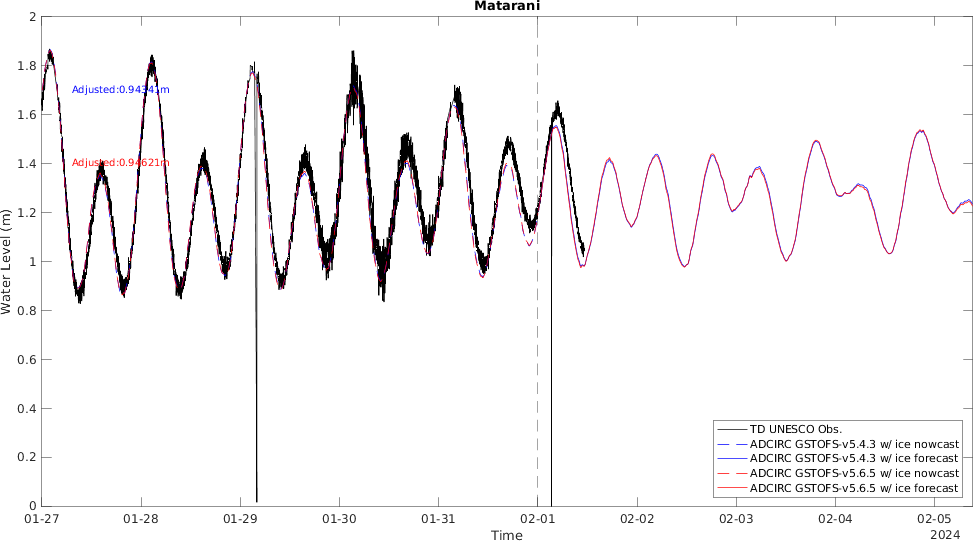 Matarani
2
1.8
1.6
1.4
1.2
1
0.8
0.6
0.4
0.2
0
Water Level (m)
Adjusted:0.94341m
Adjusted:0.94621m
TD UNESCO Obs.
ADCIRC GSTOFS-v5.4.3 w/ ice nowcast
ADCIRC GSTOFS-v5.4.3 w/ ice forecast
ADCIRC GSTOFS-v5.6.5 w/ ice nowcast
ADCIRC GSTOFS-v5.6.5 w/ ice forecast
01-27 01-28 01-29 01-30 01-31 02-01 02-02 02-03 02-04 02-05
Time
2024